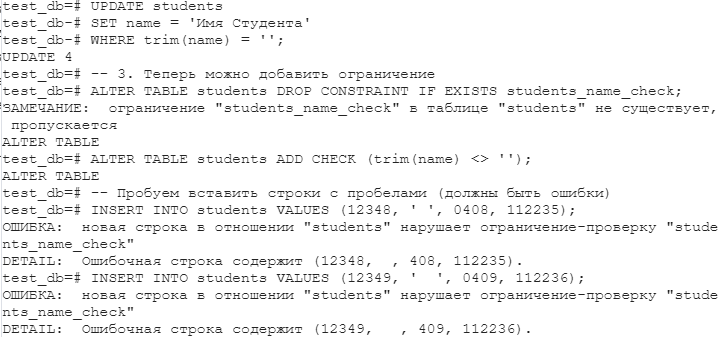 test_db=# UPDATE students
test_db-# SET name = 'Имя Студента'
test_db-# WHERE trim(name) = '';
UPDATE 4
test_db=# -- 3. Теперь можно добавить ограничение
test_db=# ALTER TABLE students DROP CONSTRAINT IF EXISTS students_name_check;
ЗАМЕЧАНИЕ:  ограничение "students_name_check" в таблице "students" не существует,
 пропускается
ALTER TABLE
test_db=# ALTER TABLE students ADD CHECK (trim(name) <> '');
ALTER TABLE
test_db=# -- Пробуем вставить строки с пробелами (должны быть ошибки)
test_db=# INSERT INTO students VALUES (12348, ' ', 0408, 112235);
ОШИБКА:  новая строка в отношении "students" нарушает ограничение-проверку "stude
nts_name_check"
DETAIL:  Ошибочная строка содержит (12348,  , 408, 112235).
test_db=# INSERT INTO students VALUES (12349, '  ', 0409, 112236);
ОШИБКА:  новая строка в отношении "students" нарушает ограничение-проверку "stude
nts_name_check"
DETAIL:  Ошибочная строка содержит (12349,   , 409, 112236).